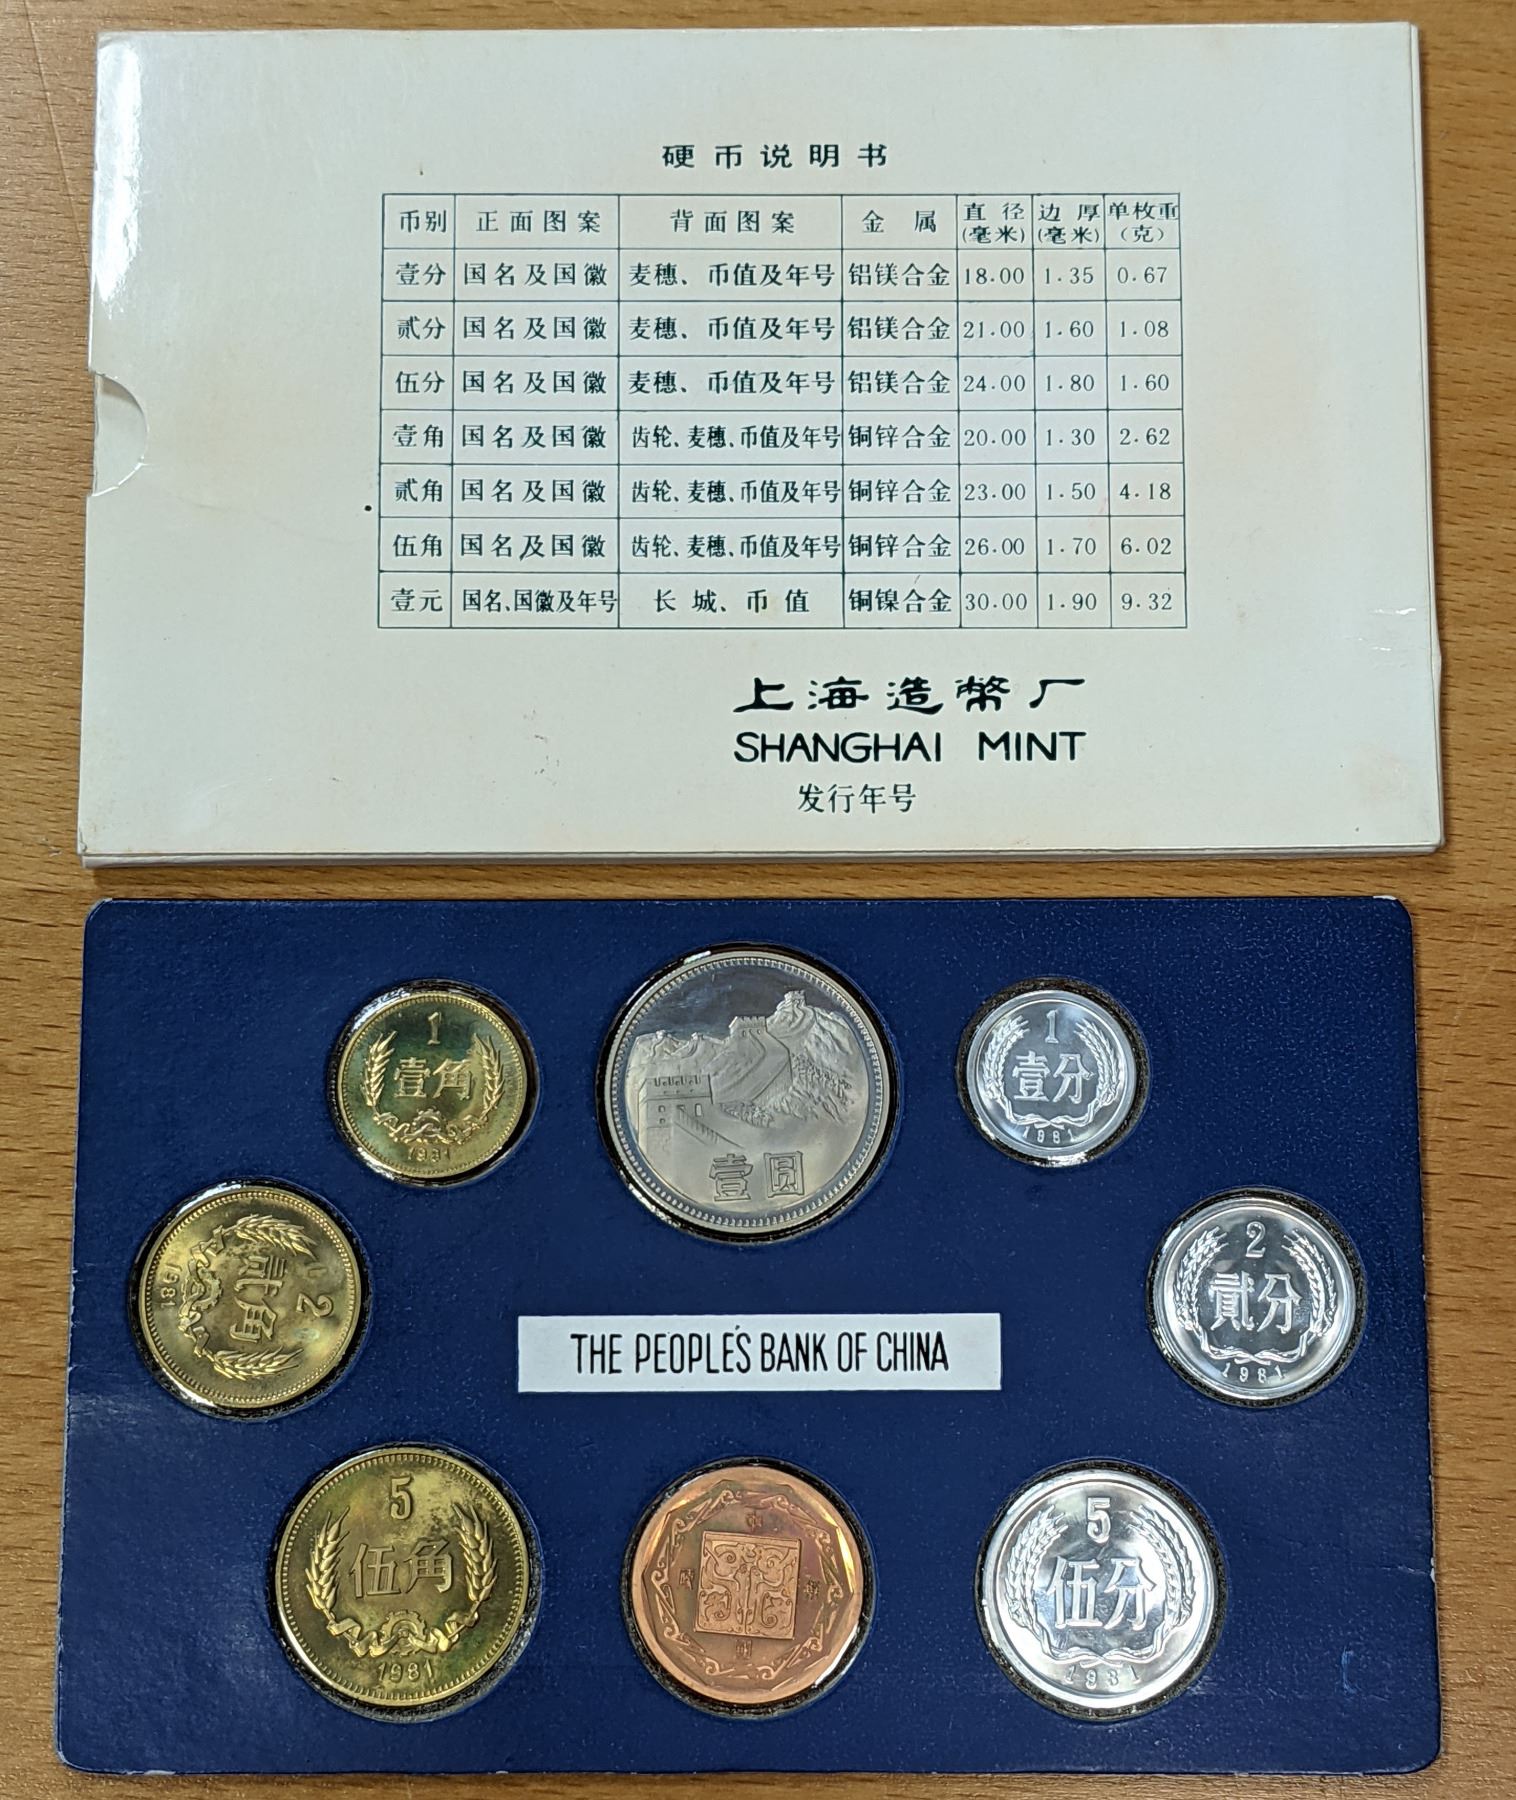 硬币说明书
币别 正面图案 背面图案 金属 直径(毫米) 边厚(毫米) 单枚重(克)
壹分 国名及国徽 麦穗、币值及年号 铝镁合金 18.00 1.35 0.67
贰分 国名及国徽 麦穗、币值及年号 铝镁合金 21.00 1.60 1.08
伍分 国名及国徽 麦穗、币值及年号 铝镁合金 24.00 1.80 1.60
壹角 国名及国徽 齿轮、麦穗、币值及年号 铜锌合金 20.00 1.30 2.62
贰角 国名及国徽 齿轮、麦穗、币值及年号 铜锌合金 23.00 1.50 4.18
伍角 国名及国徽 齿轮、麦穗、币值及年号 铜锌合金 26.00 1.70 6.02
壹元 国名、国徽及年号 长城、币值 铜镍合金 30.00 1.90 9.32
上海造幣厂
SHANGHAI MINT
发行年号
1
壹角
1981
壹圆
1
壹分
1981
2
贰角
1981
2
貳分
1981
THE PEOPLE'S BANK OF CHINA
5
伍角
1981
5
伍分
1981